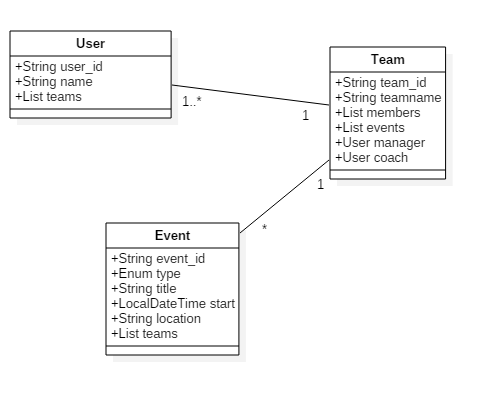 User
+String user_id
+String name
+List teams
1..*
1
Team
+String team_id
+String teamname
+List members
+List events
+User manager
+User coach
1
*
Event
+String event_id
+Enum type
+String title
+LocalDateTime start
+String location
+List teams